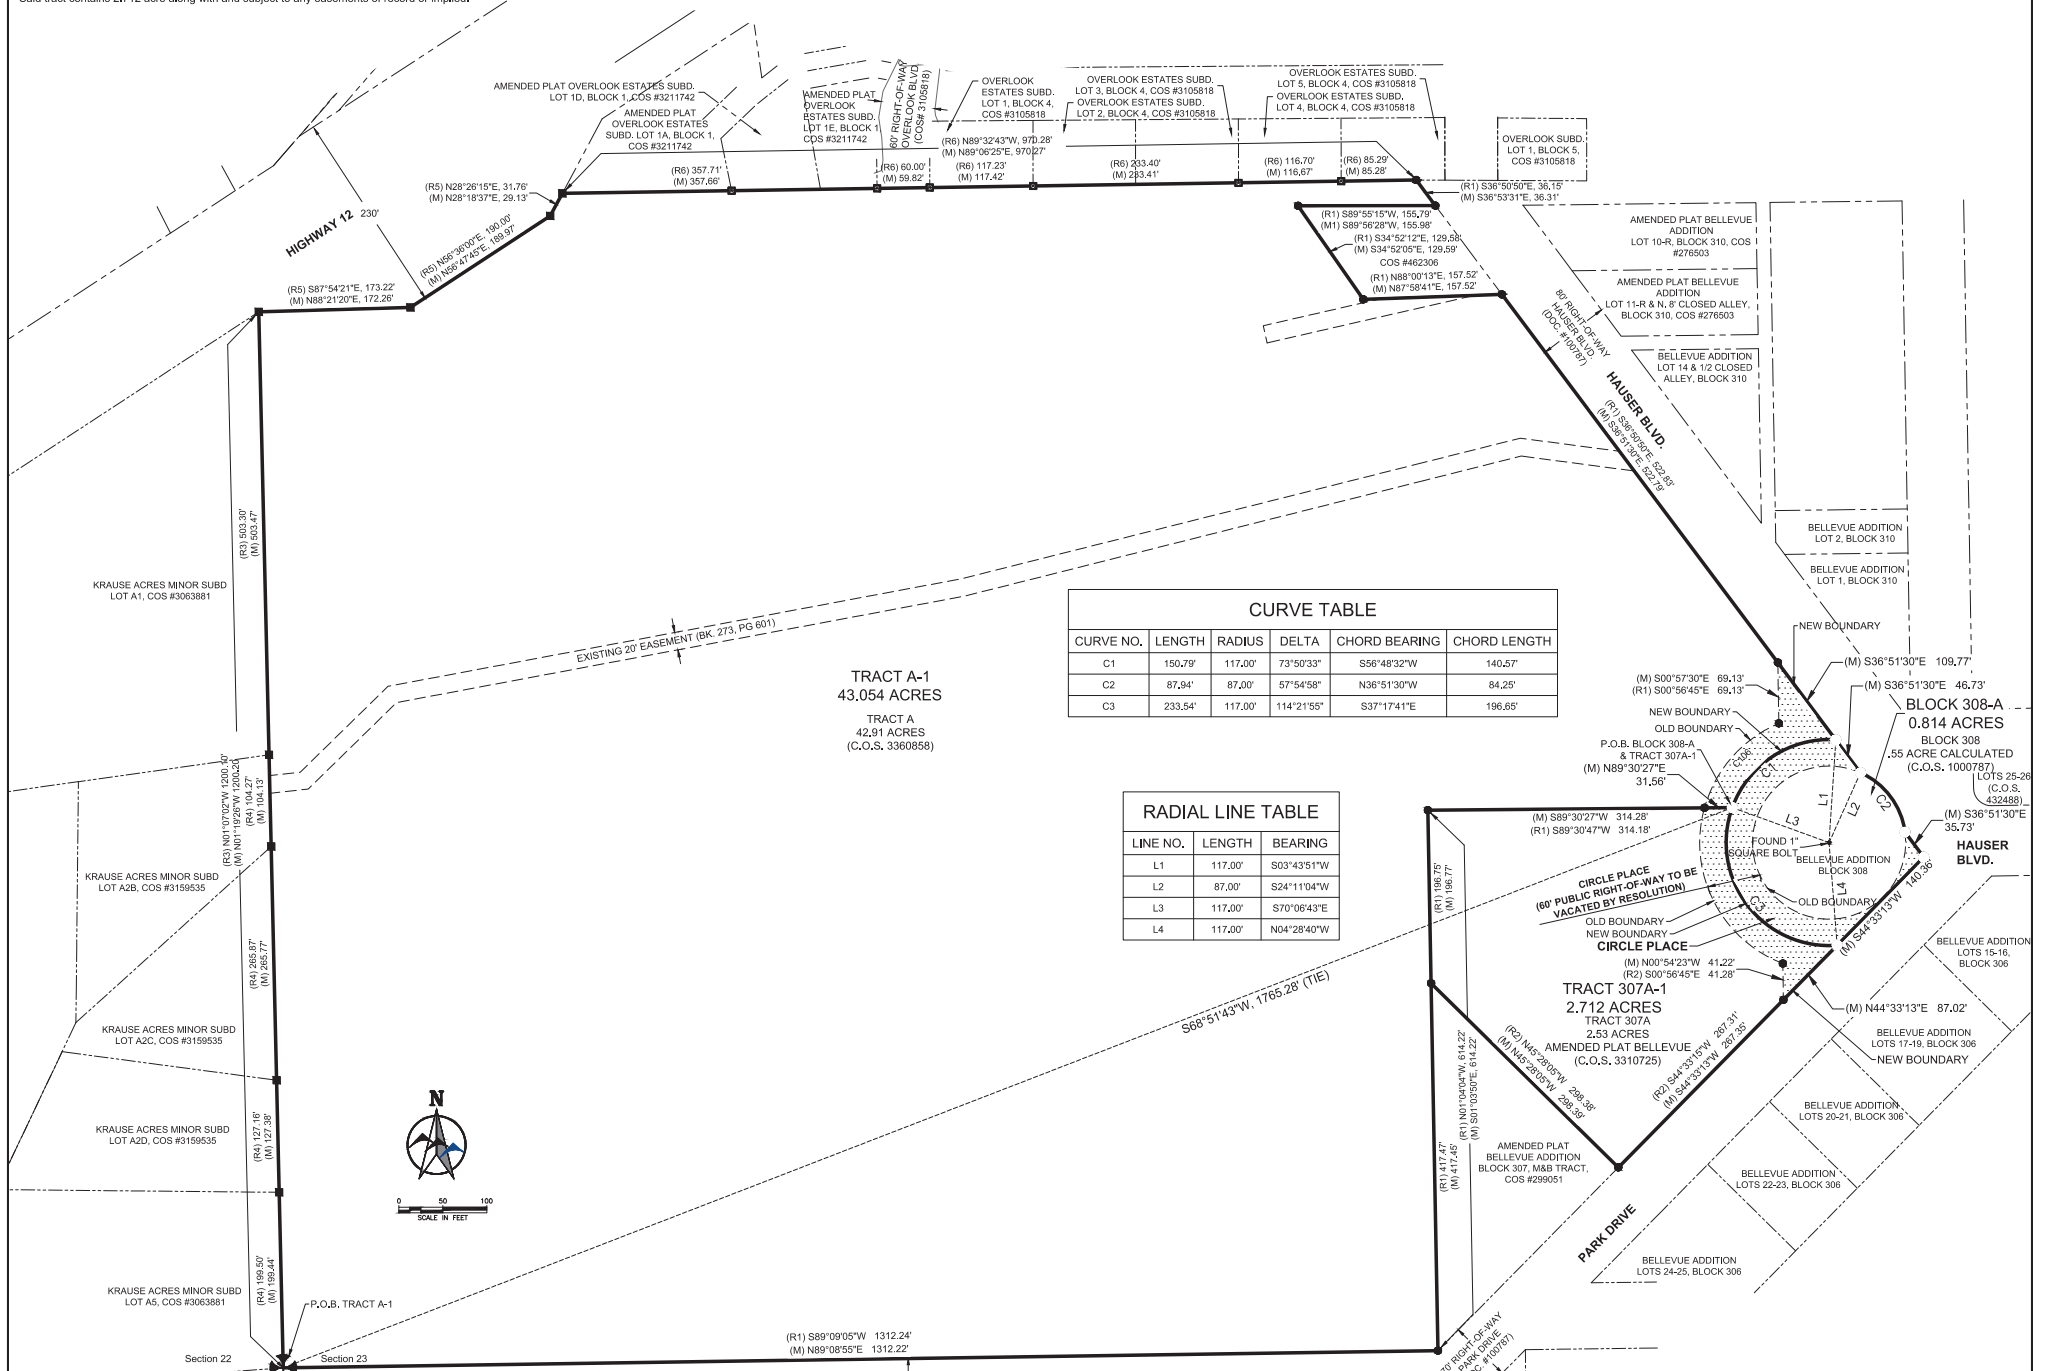 AMENDED PLAT OVERLOOK ESTATES SUBD.
LOT 1D, BLOCK 1, COS #3211742
AMENDED PLAT
OVERLOOK ESTATES
SUBD. LOT 1A, BLOCK 1,
COS #3211742
AMENDED PLAT
OVERLOOK
ESTATES SUBD.
LOT 1E, BLOCK 1
COS #3211742
60' RIGHT-OF-WAY
OVERLOOK BLVD
(COS# 3105818)
OVERLOOK
ESTATES SUBD.
LOT 1, BLOCK 4,
COS #3105818
OVERLOOK ESTATES SUBD.
LOT 3, BLOCK 4, COS #3105818
OVERLOOK ESTATES SUBD.
LOT 2, BLOCK 4, COS #3105818
OVERLOOK ESTATES SUBD.
LOT 5, BLOCK 4, COS #3105818
OVERLOOK ESTATES SUBD.
LOT 4, BLOCK 4, COS #3105818
OVERLOOK SUBD.
LOT 1, BLOCK 5,
COS #3105818
(R6) N89°32'43"W, 970.28'
(M) N89°06'25"E, 970.27'
(R6) 357.71'
(M) 357.66'
(R6) 60.00'
(M) 59.82'
(R6) 117.23'
(M) 117.42'
(R6) 233.40'
(M) 233.41'
(R6) 116.70'
(M) 116.67'
(R6) 85.29'
(M) 85.28'
(R5) N28°26'15"E, 31.76'
(M) N28°18'37"E, 29.13'
HIGHWAY 12
230'
(R5) N56°36'00"E, 190.00'
(M) N56°47'45"E, 189.97'
(R5) S87°54'21"E, 173.22'
(M) N88°21'20"E, 172.26'
(R1) S36°50'50"E, 36.15'
(M) S36°53'31"E, 36.31'
(R1) S89°55'15"W, 155.79'
(M1) S89°56'28"W, 155.98'
(R1) S34°52'12"E, 129.58'
(M) S34°52'05"E, 129.59'
COS #462306
(R1) N88°00'13"E, 157.52'
(M) N87°58'41"E, 157.52'
AMENDED PLAT BELLEVUE
ADDITION
LOT 10-R, BLOCK 310, COS
#276503
AMENDED PLAT BELLEVUE
ADDITION
LOT 11-R & N. 8' CLOSED ALLEY,
BLOCK 310, COS #276503
BELLEVUE ADDITION
LOT 14 & 1/2 CLOSED
ALLEY, BLOCK 310
80' RIGHT-OF-WAY
HAUSER BLVD.
(DOC. #100787)
HAUSER BLVD.
(R1) S36°50'50"E, 522.83'
(M) S36°51'30"E, 522.79'
BELLEVUE ADDITION
LOT 2, BLOCK 310
BELLEVUE ADDITION
LOT 1, BLOCK 310
(R3) 503.30'
(M) 503.47'
KRAUSE ACRES MINOR SUBD
LOT A1, COS #3063881
EXISTING 20' EASEMENT (BK. 273, PG 601)
TRACT A-1
43.054 ACRES
TRACT A
42.91 ACRES
(C.O.S. 3360858)
CURVE TABLE
CURVE NO. LENGTH RADIUS DELTA CHORD BEARING CHORD LENGTH
C1 150.79' 117.00' 73°50'33" S56°48'32"W 140.57'
C2 87.94' 87.00' 57°54'58" N36°51'30"W 84.25'
C3 233.54' 117.00' 114°21'55" S37°17'41"E 196.65'
NEW BOUNDARY
(M) S36°51'30"E 109.77'
(M) S36°51'30"E 46.73'
(M) S00°57'30"E 69.13'
(R1) S00°56'45"E 69.13'
NEW BOUNDARY
OLD BOUNDARY
P.O.B. BLOCK 308-A
& TRACT 307A-1
(M) N89°30'27"E
31.56'
BLOCK 308-A
0.814 ACRES
BLOCK 308
.55 ACRE CALCULATED
(C.O.S. 1000787)
LOTS 25-26
(C.O.S.
432488)
(M) S36°51'30"E
35.73'
HAUSER
BLVD.
C1
C2
C3
L1
L2
L3
L4
FOUND 1"
SQUARE BOLT
BELLEVUE ADDITION
BLOCK 308
RADIAL LINE TABLE
LINE NO. LENGTH BEARING
L1 117.00' S03°43'51"W
L2 87.00' S24°11'04"W
L3 117.00' S70°06'43"E
L4 117.00' N04°28'40"W
(M) S89°30'27"W 314.28'
(R1) S89°30'47"W 314.18'
CIRCLE PLACE
(60' PUBLIC RIGHT-OF-WAY TO BE
VACATED BY RESOLUTION)
OLD BOUNDARY
OLD BOUNDARY
NEW BOUNDARY
CIRCLE PLACE
(M) S44°33'13"W 140.36'
(M) N00°54'23"W 41.22'
(R2) S00°56'45"E 41.28'
(M) N44°33'13"E 87.02'
TRACT 307A-1
2.712 ACRES
TRACT 307A
2.53 ACRES
AMENDED PLAT BELLEVUE
(C.O.S. 3310725)
BELLEVUE ADDITION
LOTS 15-16,
BLOCK 306
BELLEVUE ADDITION
LOTS 17-19, BLOCK 306
NEW BOUNDARY
BELLEVUE ADDITION
LOTS 20-21, BLOCK 306
BELLEVUE ADDITION
LOTS 22-23, BLOCK 306
BELLEVUE ADDITION
LOTS 24-25, BLOCK 306
PARK DRIVE
(R2) S44°33'15"W 267.31'
(M) S44°33'13"W 267.35'
(R2) N45°28'05"W 298.38'
(M) N45°28'05"W 298.39'
(R1) 196.75'
(M) 196.77'
(R1) N01°04'04"W, 614.22'
(M) S01°03'50"E, 614.22'
(R1) 417.47'
(M) 417.45'
AMENDED PLAT
BELLEVUE ADDITION
BLOCK 307, M&B TRACT,
COS #299051
S68°51'43"W, 1765.28' (TIE)
(R3) N01°07'02"W 1200.10'
(M) N01°19'26"W 1200.20'
(R4) 104.27'
(M) 104.13'
KRAUSE ACRES MINOR SUBD
LOT A2B, COS #3159535
(R4) 265.87'
(M) 265.77'
KRAUSE ACRES MINOR SUBD
LOT A2C, COS #3159535
(R4) 127.16'
(M) 127.38'
KRAUSE ACRES MINOR SUBD
LOT A2D, COS #3159535
(R4) 199.50'
(M) 199.44'
KRAUSE ACRES MINOR SUBD
LOT A5, COS #3063881
N
0 50 100
SCALE IN FEET
P.O.B. TRACT A-1
Section 22
Section 23
(R1) S89°09'05"W 1312.24'
(M) N89°08'55"E 1312.22'
RIGHT-OF-WAY
PARK DRIVE
#100787)